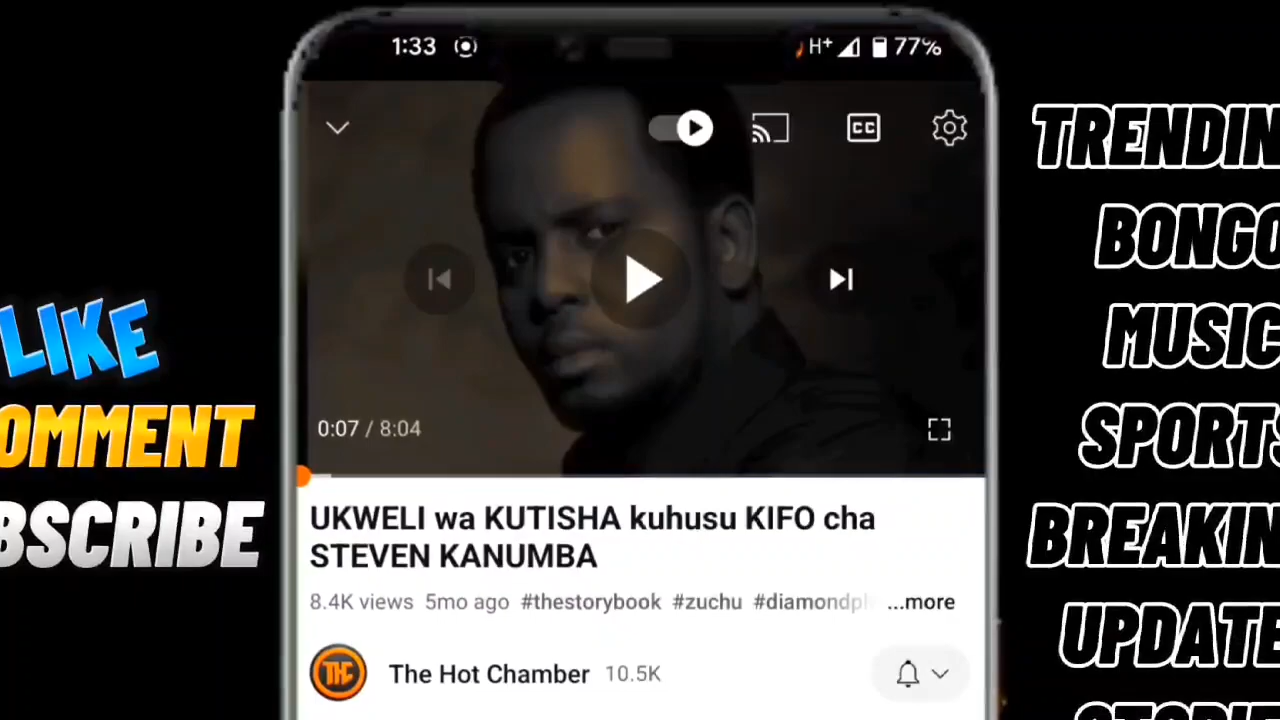 1:33
H+
77%
CC
0:07 / 8:04
UKWELI wa KUTISHA kuhusu KIFO cha
STEVEN KANUMBA
8.4K views 5mo ago #thestorybook #zuchu #diamondpl ...more
THC
The Hot Chamber 10.5K
LIKE
OMMENT
BSCRIBE
TRENDIN
BONGO
MUSIC
SPORTS
BREAKIN
UPDATE